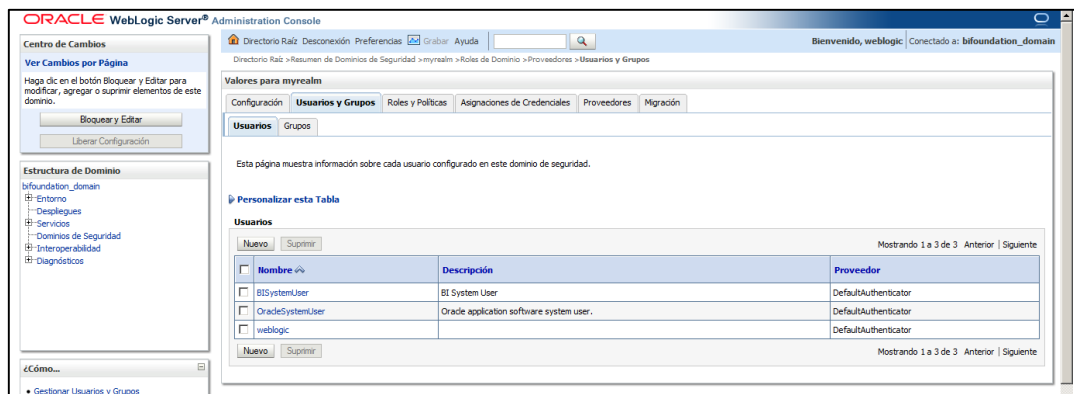 ORACLE WebLogic Server® Administration Console
Centro de Cambios
Ver Cambios por Página
Haga clic en el botón Bloquear y Editar para
modificar, agregar o suprimir elementos de este
dominio.
Bloquear y Editar
Liberar Configuración
Estructura de Dominio
bifoundation_domain
Entorno
Despliegues
Servicios
Dominios de Seguridad
Interoperabilidad
Diagnósticos
¿Cómo...
Gestionar Usuarios y Grupos
Directorio Raíz Desconexión Preferencias Grabar Ayuda
Bienvenido, weblogic Conectado a: bifoundation_domain
Directorio Raíz >Resumen de Dominios de Seguridad >myrealm >Roles de Dominio >Proveedores >Usuarios y Grupos
Valores para myrealm
Configuración Usuarios y Grupos Roles y Políticas Asignaciones de Credenciales Proveedores Migración
Usuarios Grupos
Esta página muestra información sobre cada usuario configurado en este dominio de seguridad.
Personalizar esta Tabla
Usuarios
Nuevo Suprimir Mostrando 1 a 3 de 3 Anterior | Siguiente
Nombre Descripción Proveedor
BISystemUser BI System User DefaultAuthenticator
OracleSystemUser Oracle application software system user. DefaultAuthenticator
weblogic DefaultAuthenticator
Nuevo Suprimir Mostrando 1 a 3 de 3 Anterior | Siguiente